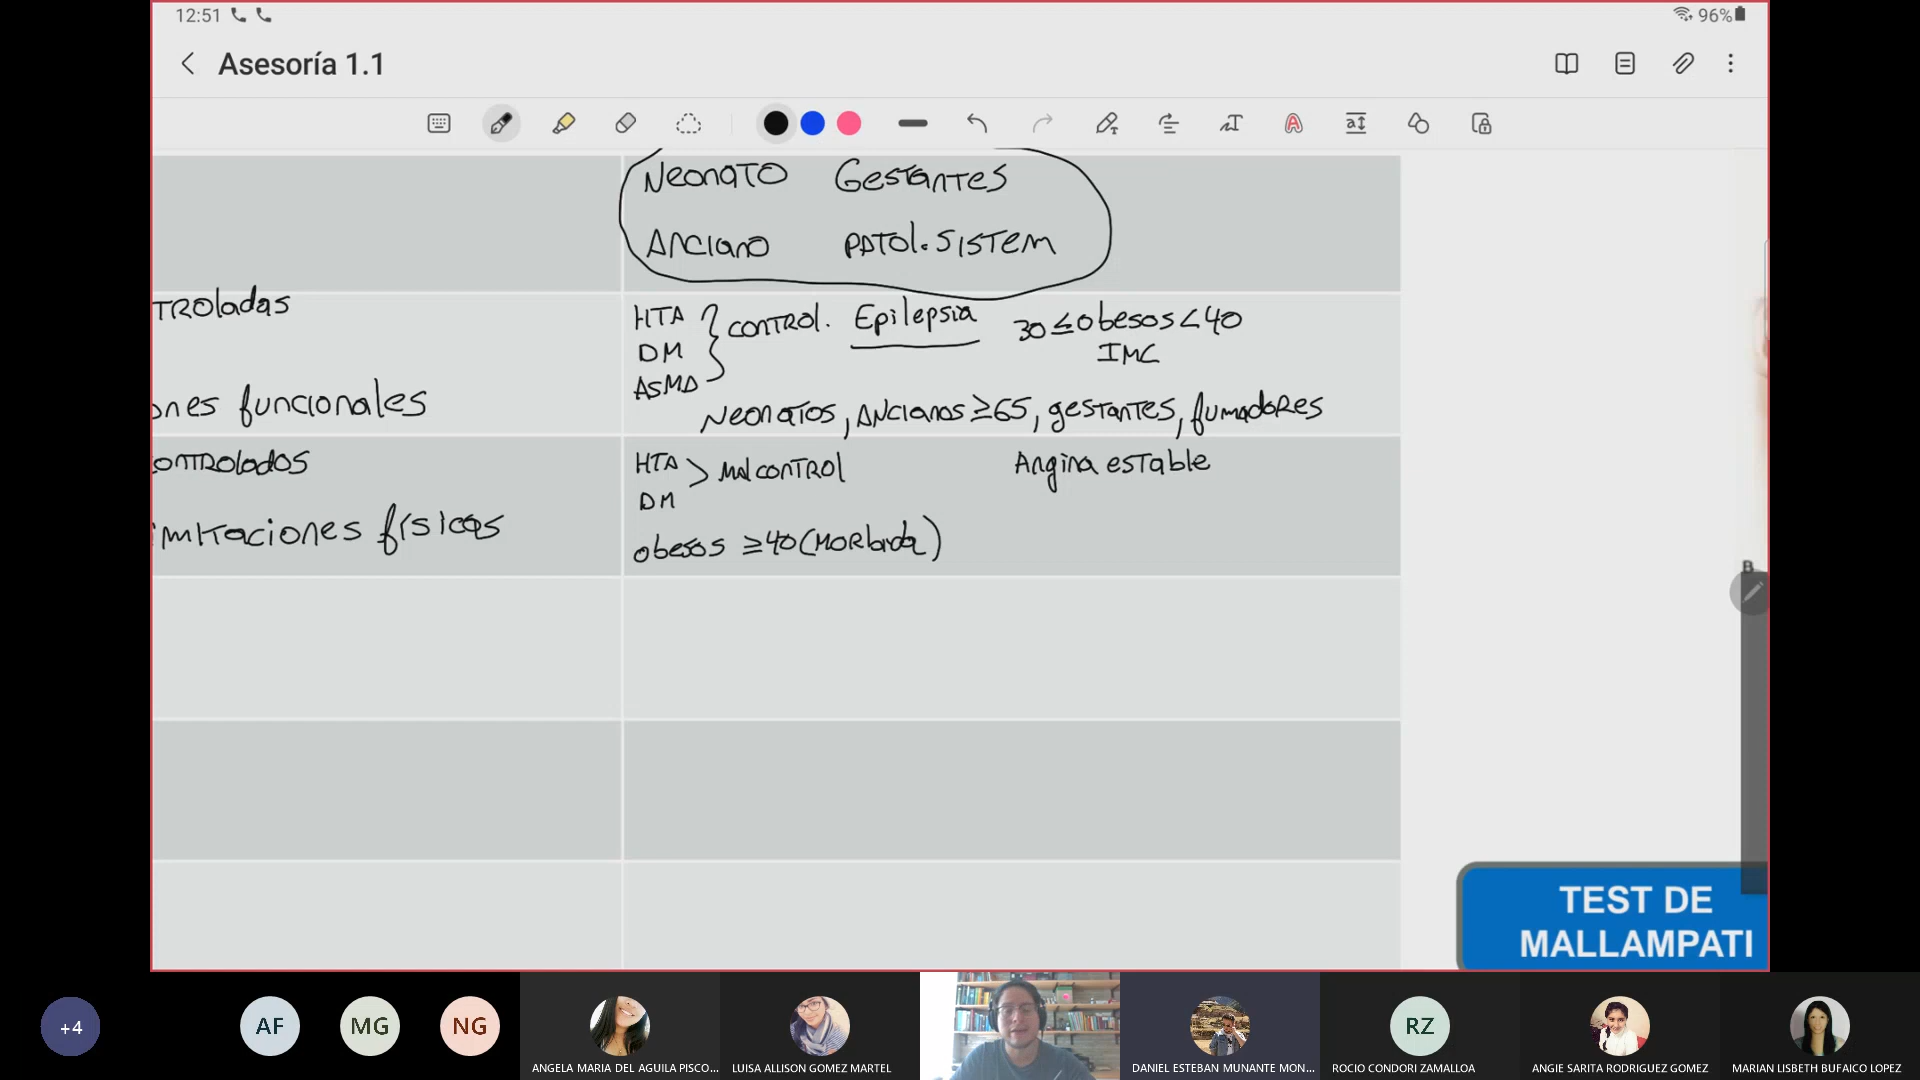 12:51
96%
Asesoría 1.1
Neonato Gestantes
Anciano Patol. Sistem
troladas
HTA
DM
ASMA
control. Epilepsia 30 ≤ obesos < 40
IMC
ones funcionales
Neonatos, Ancianos ≥65, gestantes, fumadores
ontrolados
HTA
DM
> mal control Angina estable
imitaciones físicas
obesos ≥40 (Morbida)
B
TEST DE
MALLAMPATI
+4
AF
MG
NG
RZ
ANGELA MARIA DEL AGUILA PISCO...
LUISA ALLISON GOMEZ MARTEL
DANIEL ESTEBAN MUNANTE MON...
ROCIO CONDORI ZAMALLOA
ANGIE SARITA RODRIGUEZ GOMEZ
MARIAN LISBETH BUFAICO LOPEZ